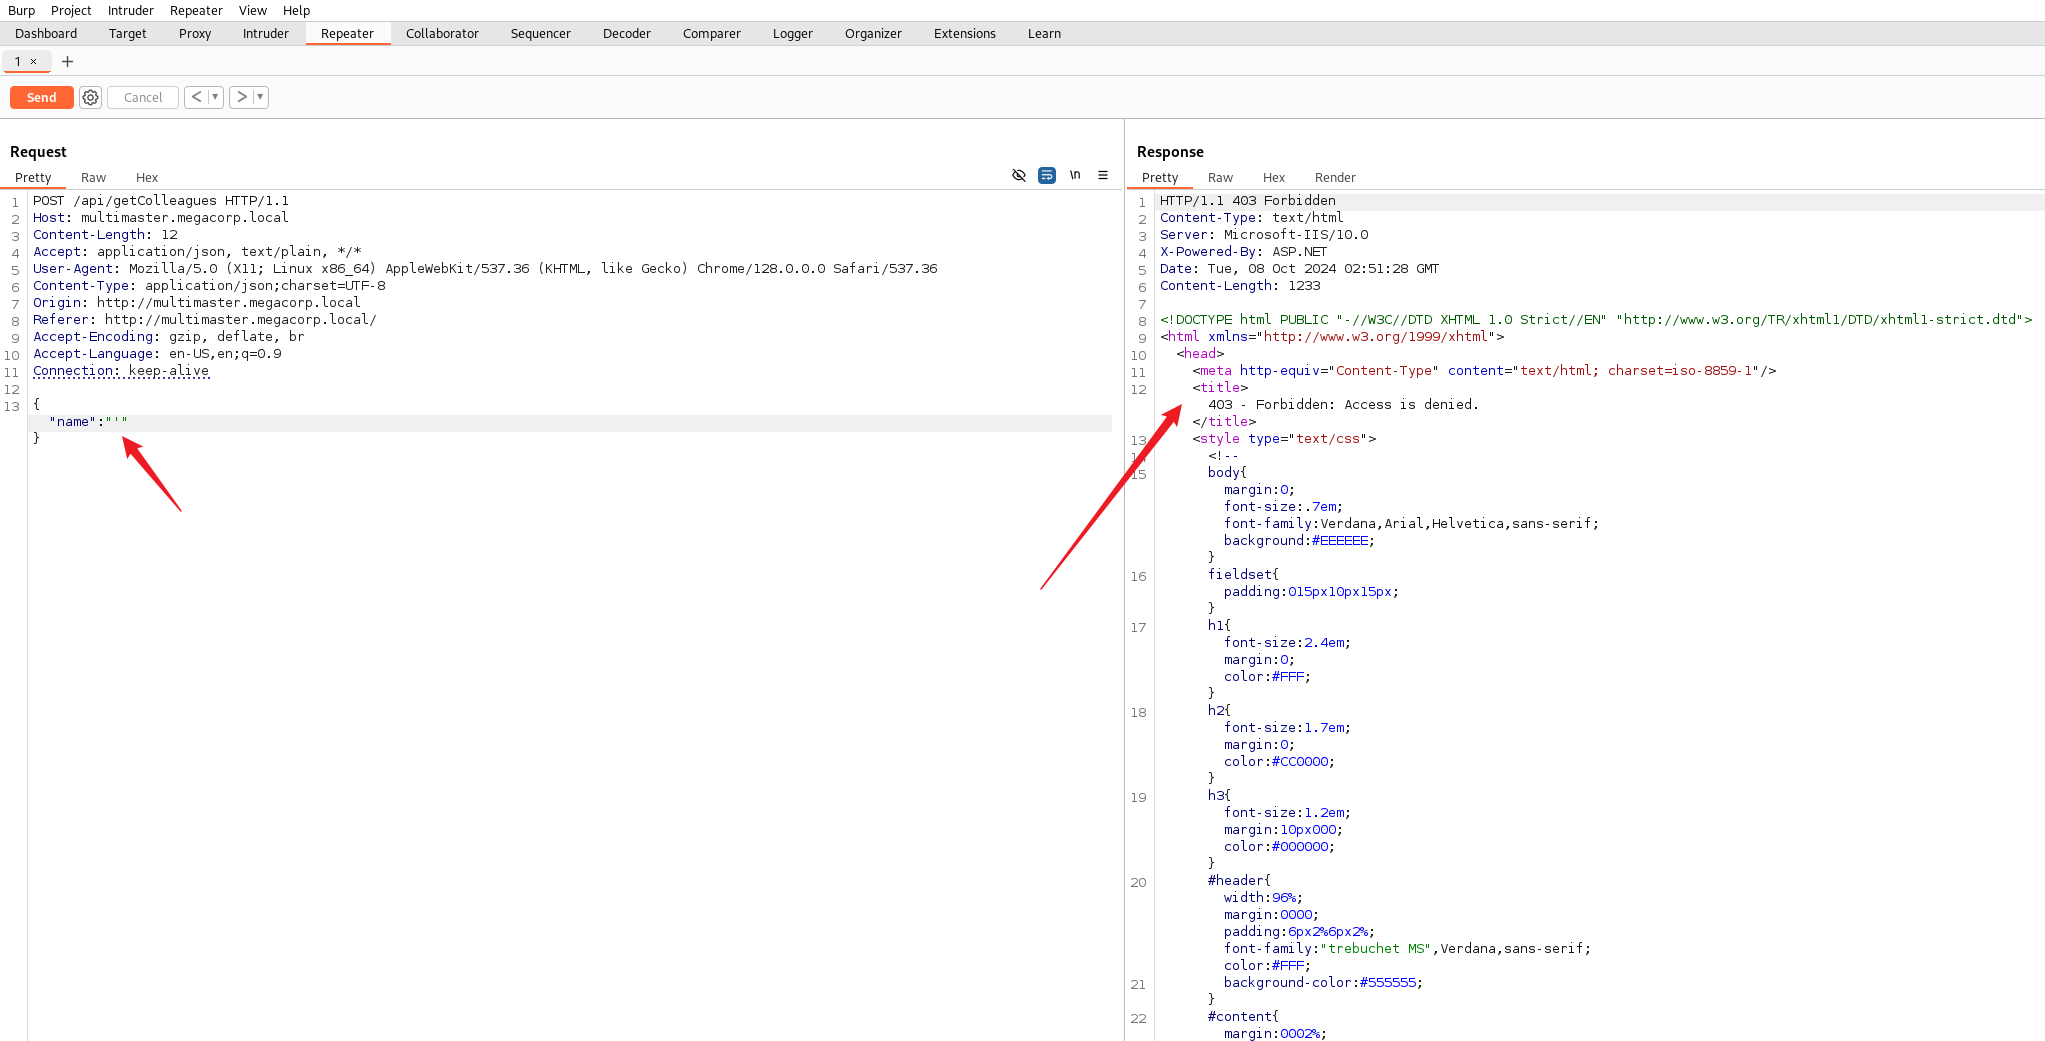 Burp Project Intruder Repeater View Help
Dashboard Target Proxy Intruder Repeater Collaborator Sequencer Decoder Comparer Logger Organizer Extensions Learn
1 × +
Send Cancel < ▼ > ▼
Request
Pretty Raw Hex \n
1 POST /api/getColleagues HTTP/1.1
2 Host: multimaster.megacorp.local
3 Content-Length: 12
4 Accept: application/json, text/plain, */*
5 User-Agent: Mozilla/5.0 (X11; Linux x86_64) AppleWebKit/537.36 (KHTML, like Gecko) Chrome/128.0.0.0 Safari/537.36
6 Content-Type: application/json;charset=UTF-8
7 Origin: http://multimaster.megacorp.local
8 Referer: http://multimaster.megacorp.local/
9 Accept-Encoding: gzip, deflate, br
10 Accept-Language: en-US,en;q=0.9
11 Connection: keep-alive
12
13 {
"name":"'"
}
Response
Pretty Raw Hex Render
1 HTTP/1.1 403 Forbidden
2 Content-Type: text/html
3 Server: Microsoft-IIS/10.0
4 X-Powered-By: ASP.NET
5 Date: Tue, 08 Oct 2024 02:51:28 GMT
6 Content-Length: 1233
7
8 <!DOCTYPE html PUBLIC "-//W3C//DTD XHTML 1.0 Strict//EN" "http://www.w3.org/TR/xhtml1/DTD/xhtml1-strict.dtd">
9 <html xmlns="http://www.w3.org/1999/xhtml">
10 <head>
11 <meta http-equiv="Content-Type" content="text/html; charset=iso-8859-1"/>
12 <title>
403 - Forbidden: Access is denied.
</title>
13 <style type="text/css">
14 <!--
15 body{
margin:0;
font-size:.7em;
font-family:Verdana,Arial,Helvetica,sans-serif;
background:#EEEEEE;
}
16 fieldset{
padding:015px10px15px;
}
17 h1{
font-size:2.4em;
margin:0;
color:#FFF;
}
18 h2{
font-size:1.7em;
margin:0;
color:#CC0000;
}
19 h3{
font-size:1.2em;
margin:10px000;
color:#000000;
}
20 #header{
width:96%;
margin:0000;
padding:6px2%6px2%;
font-family:"trebuchet MS",Verdana,sans-serif;
color:#FFF;
21 background-color:#555555;
}
22 #content{
margin:0002%;